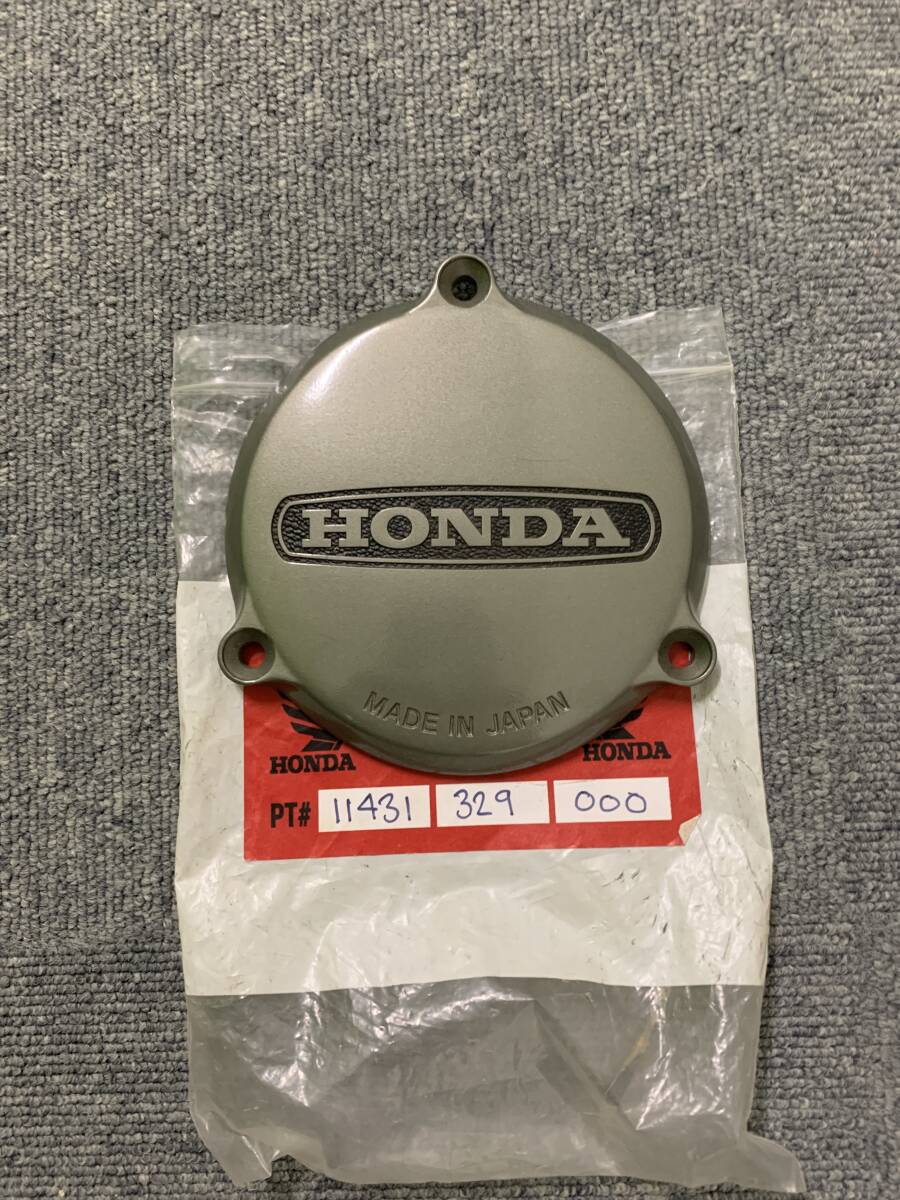 HONDA
MADE IN JAPAN
HONDA HONDA
PT# 11431 329 000